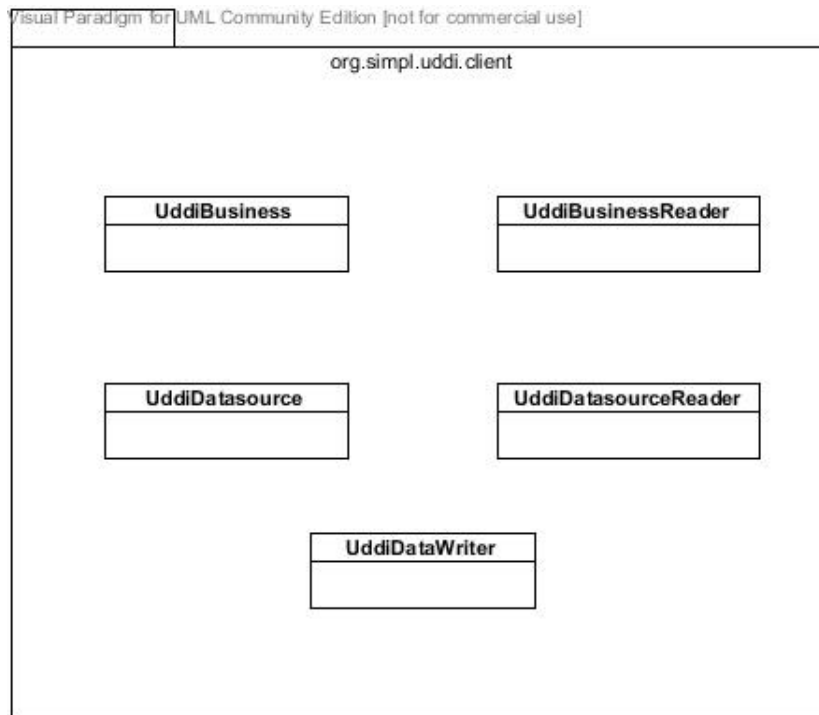 Visual Paradigm for UML Community Edition [not for commercial use]
org.simpl.uddi.client
UddiBusiness
UddiBusinessReader
UddiDatasource
UddiDatasourceReader
UddiDataWriter